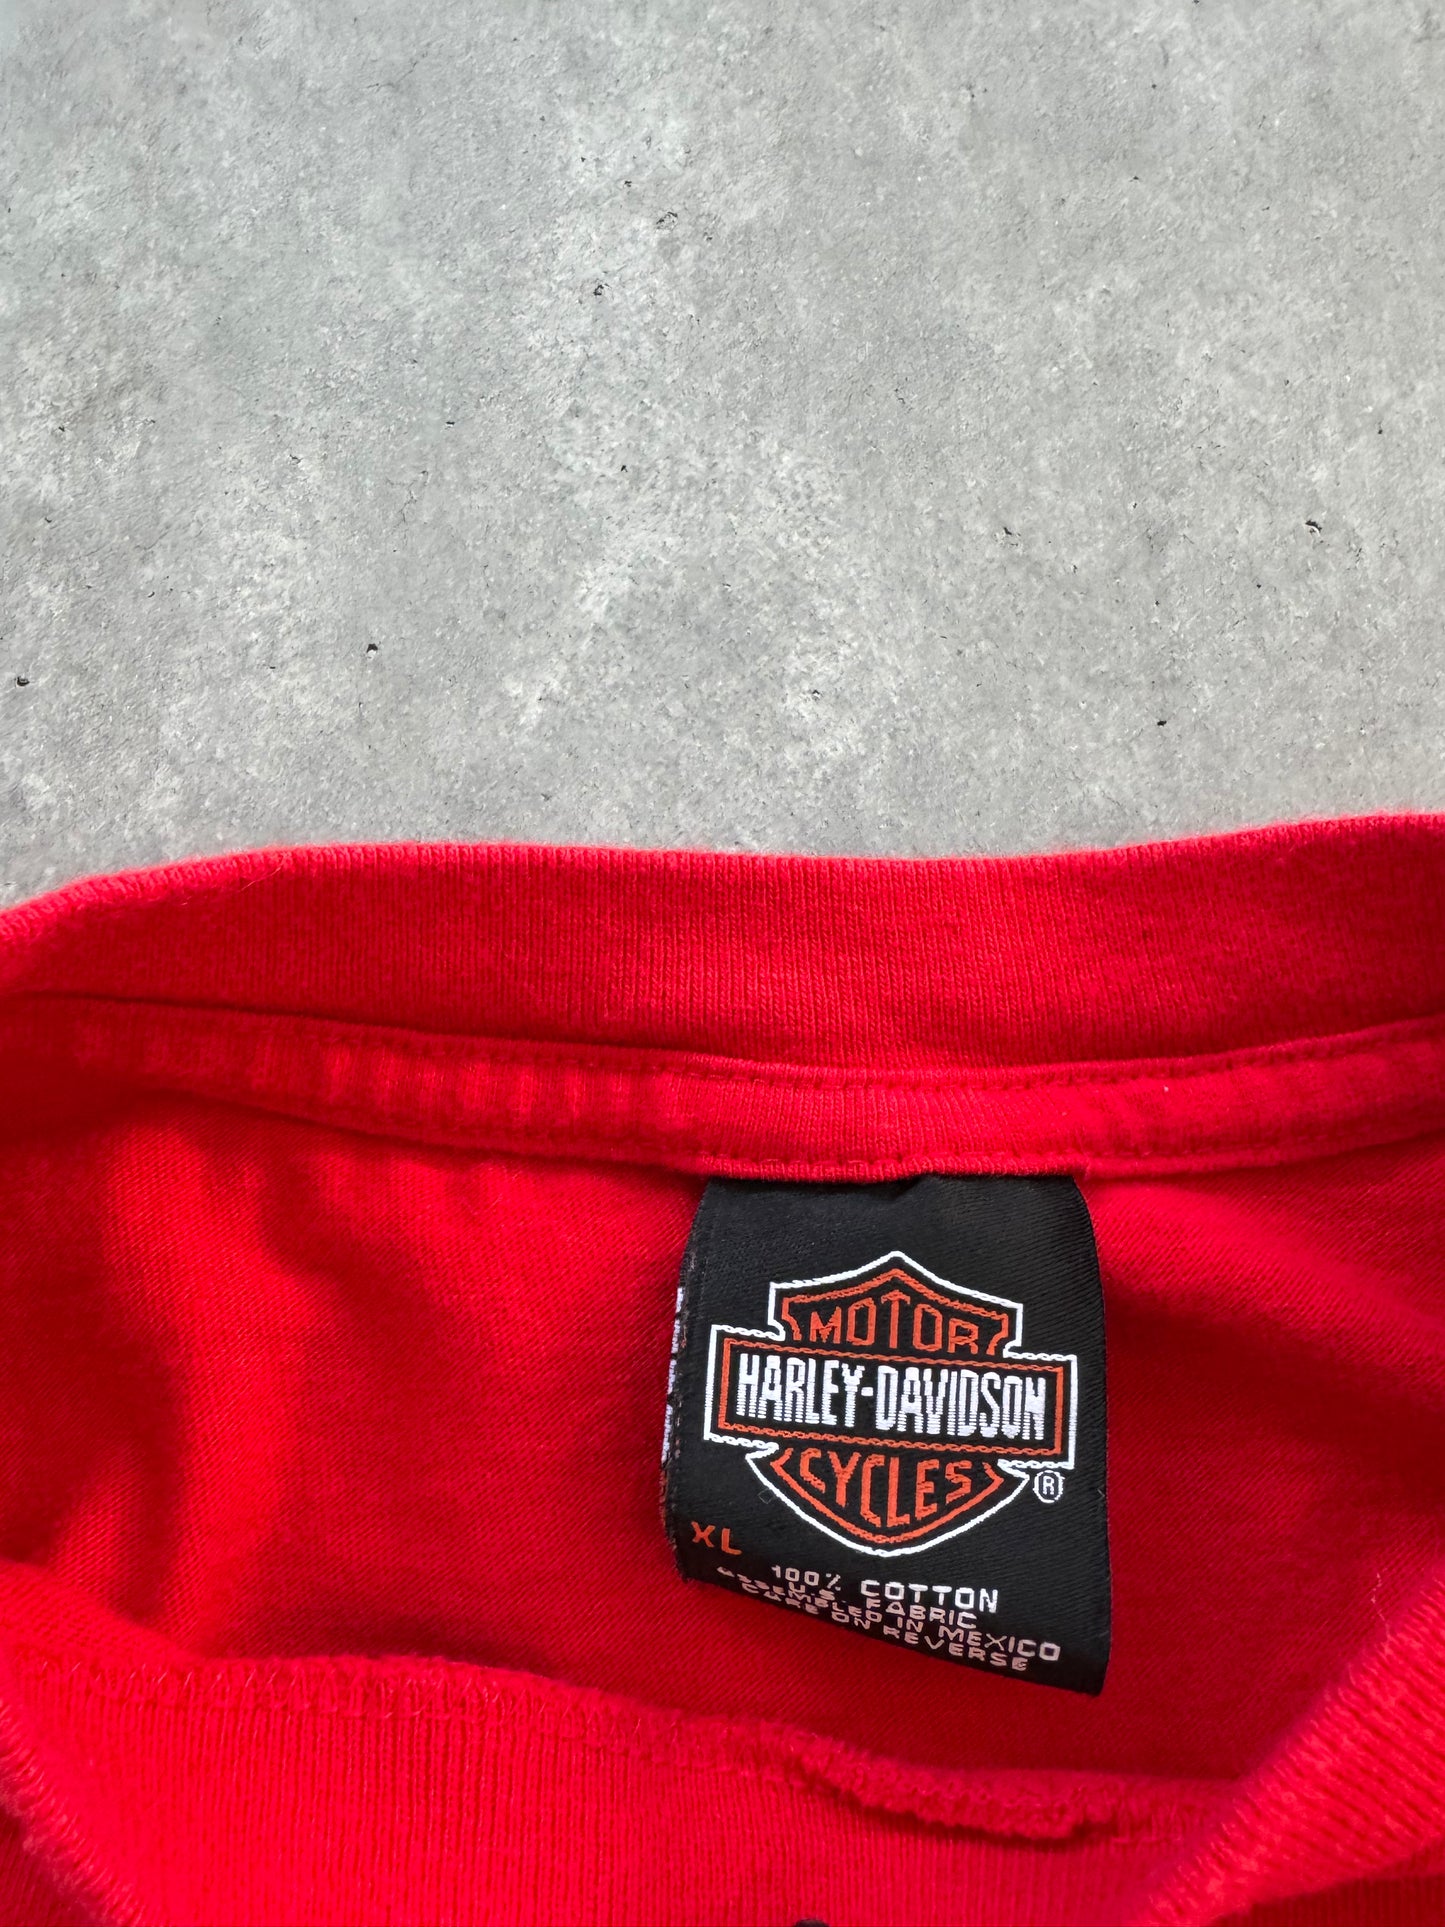 MOTOR
HARLEY-DAVIDSON
CYCLES
®
XL
100% COTTON
U.S. FABRIC
ASSEMBLED IN MEXICO
CARE ON REVERSE